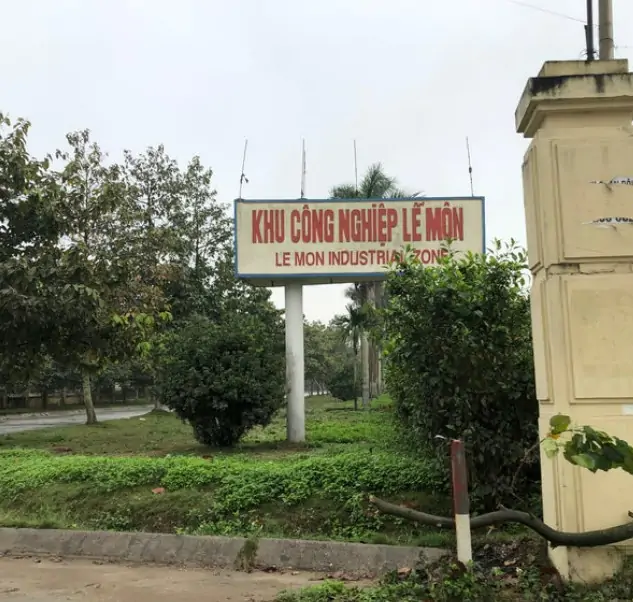 KHU CÔNG NGHIỆP LỄ MÔN
LE MON INDUSTRIAL ZONE